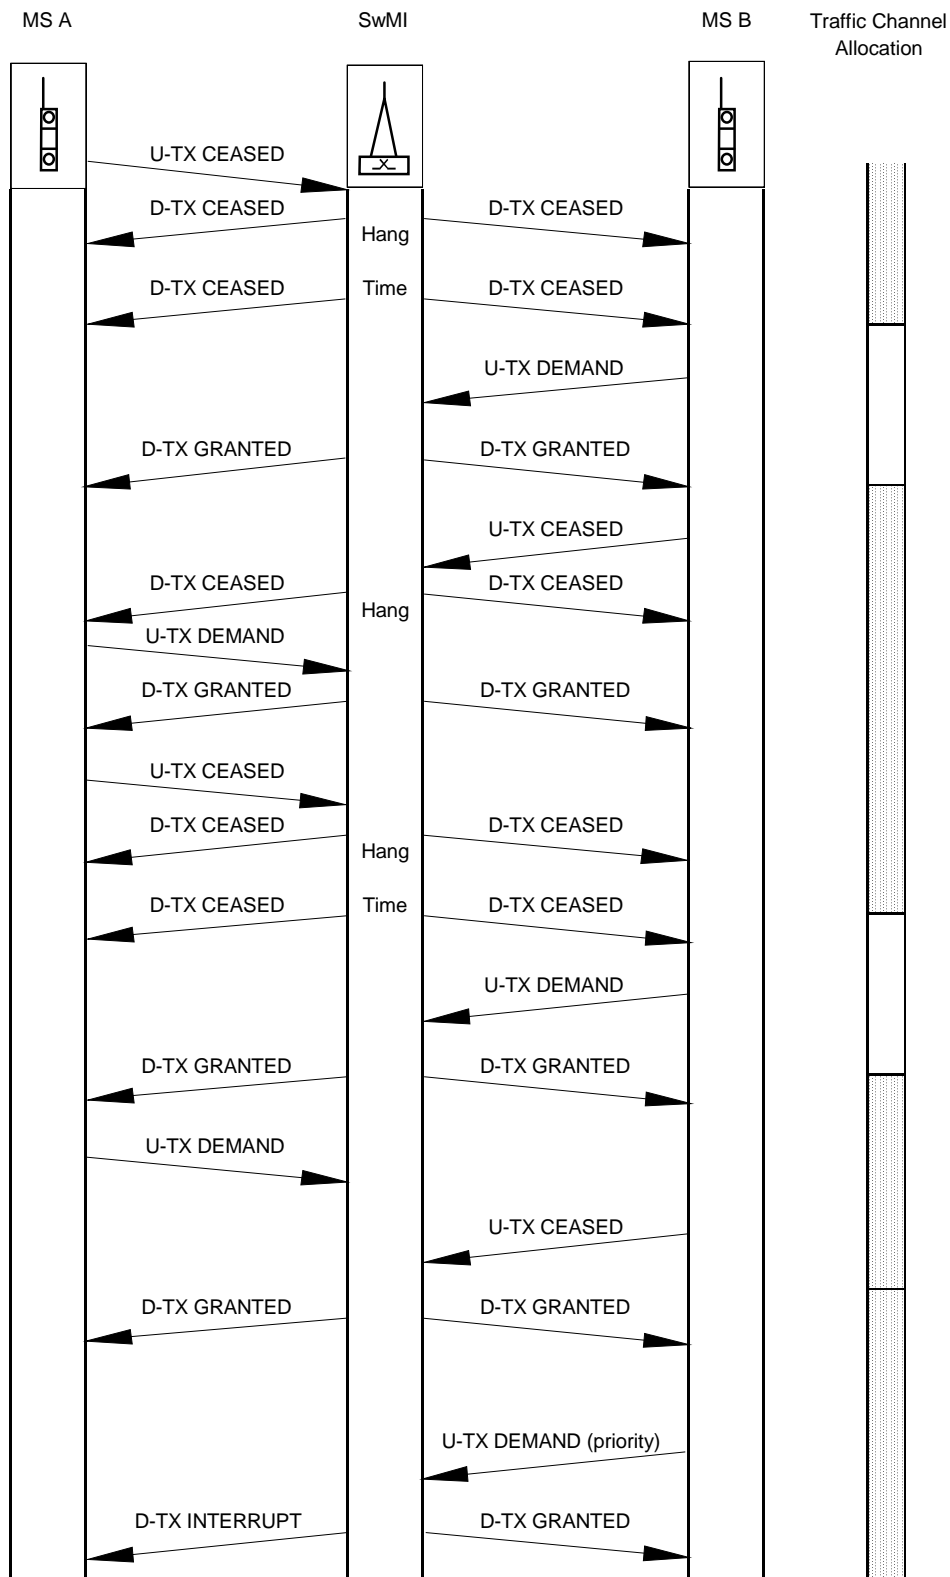 MS A
SwMI
MS B
Traffic Channel
Allocation
U-TX CEASED
D-TX CEASED
D-TX CEASED
Hang
D-TX CEASED
Time
D-TX CEASED
U-TX DEMAND
D-TX GRANTED
D-TX GRANTED
U-TX CEASED
D-TX CEASED
D-TX CEASED
Hang
U-TX DEMAND
D-TX GRANTED
D-TX GRANTED
U-TX CEASED
D-TX CEASED
D-TX CEASED
Hang
D-TX CEASED
Time
D-TX CEASED
U-TX DEMAND
D-TX GRANTED
D-TX GRANTED
U-TX DEMAND
U-TX CEASED
D-TX GRANTED
D-TX GRANTED
U-TX DEMAND (priority)
D-TX INTERRUPT
D-TX GRANTED